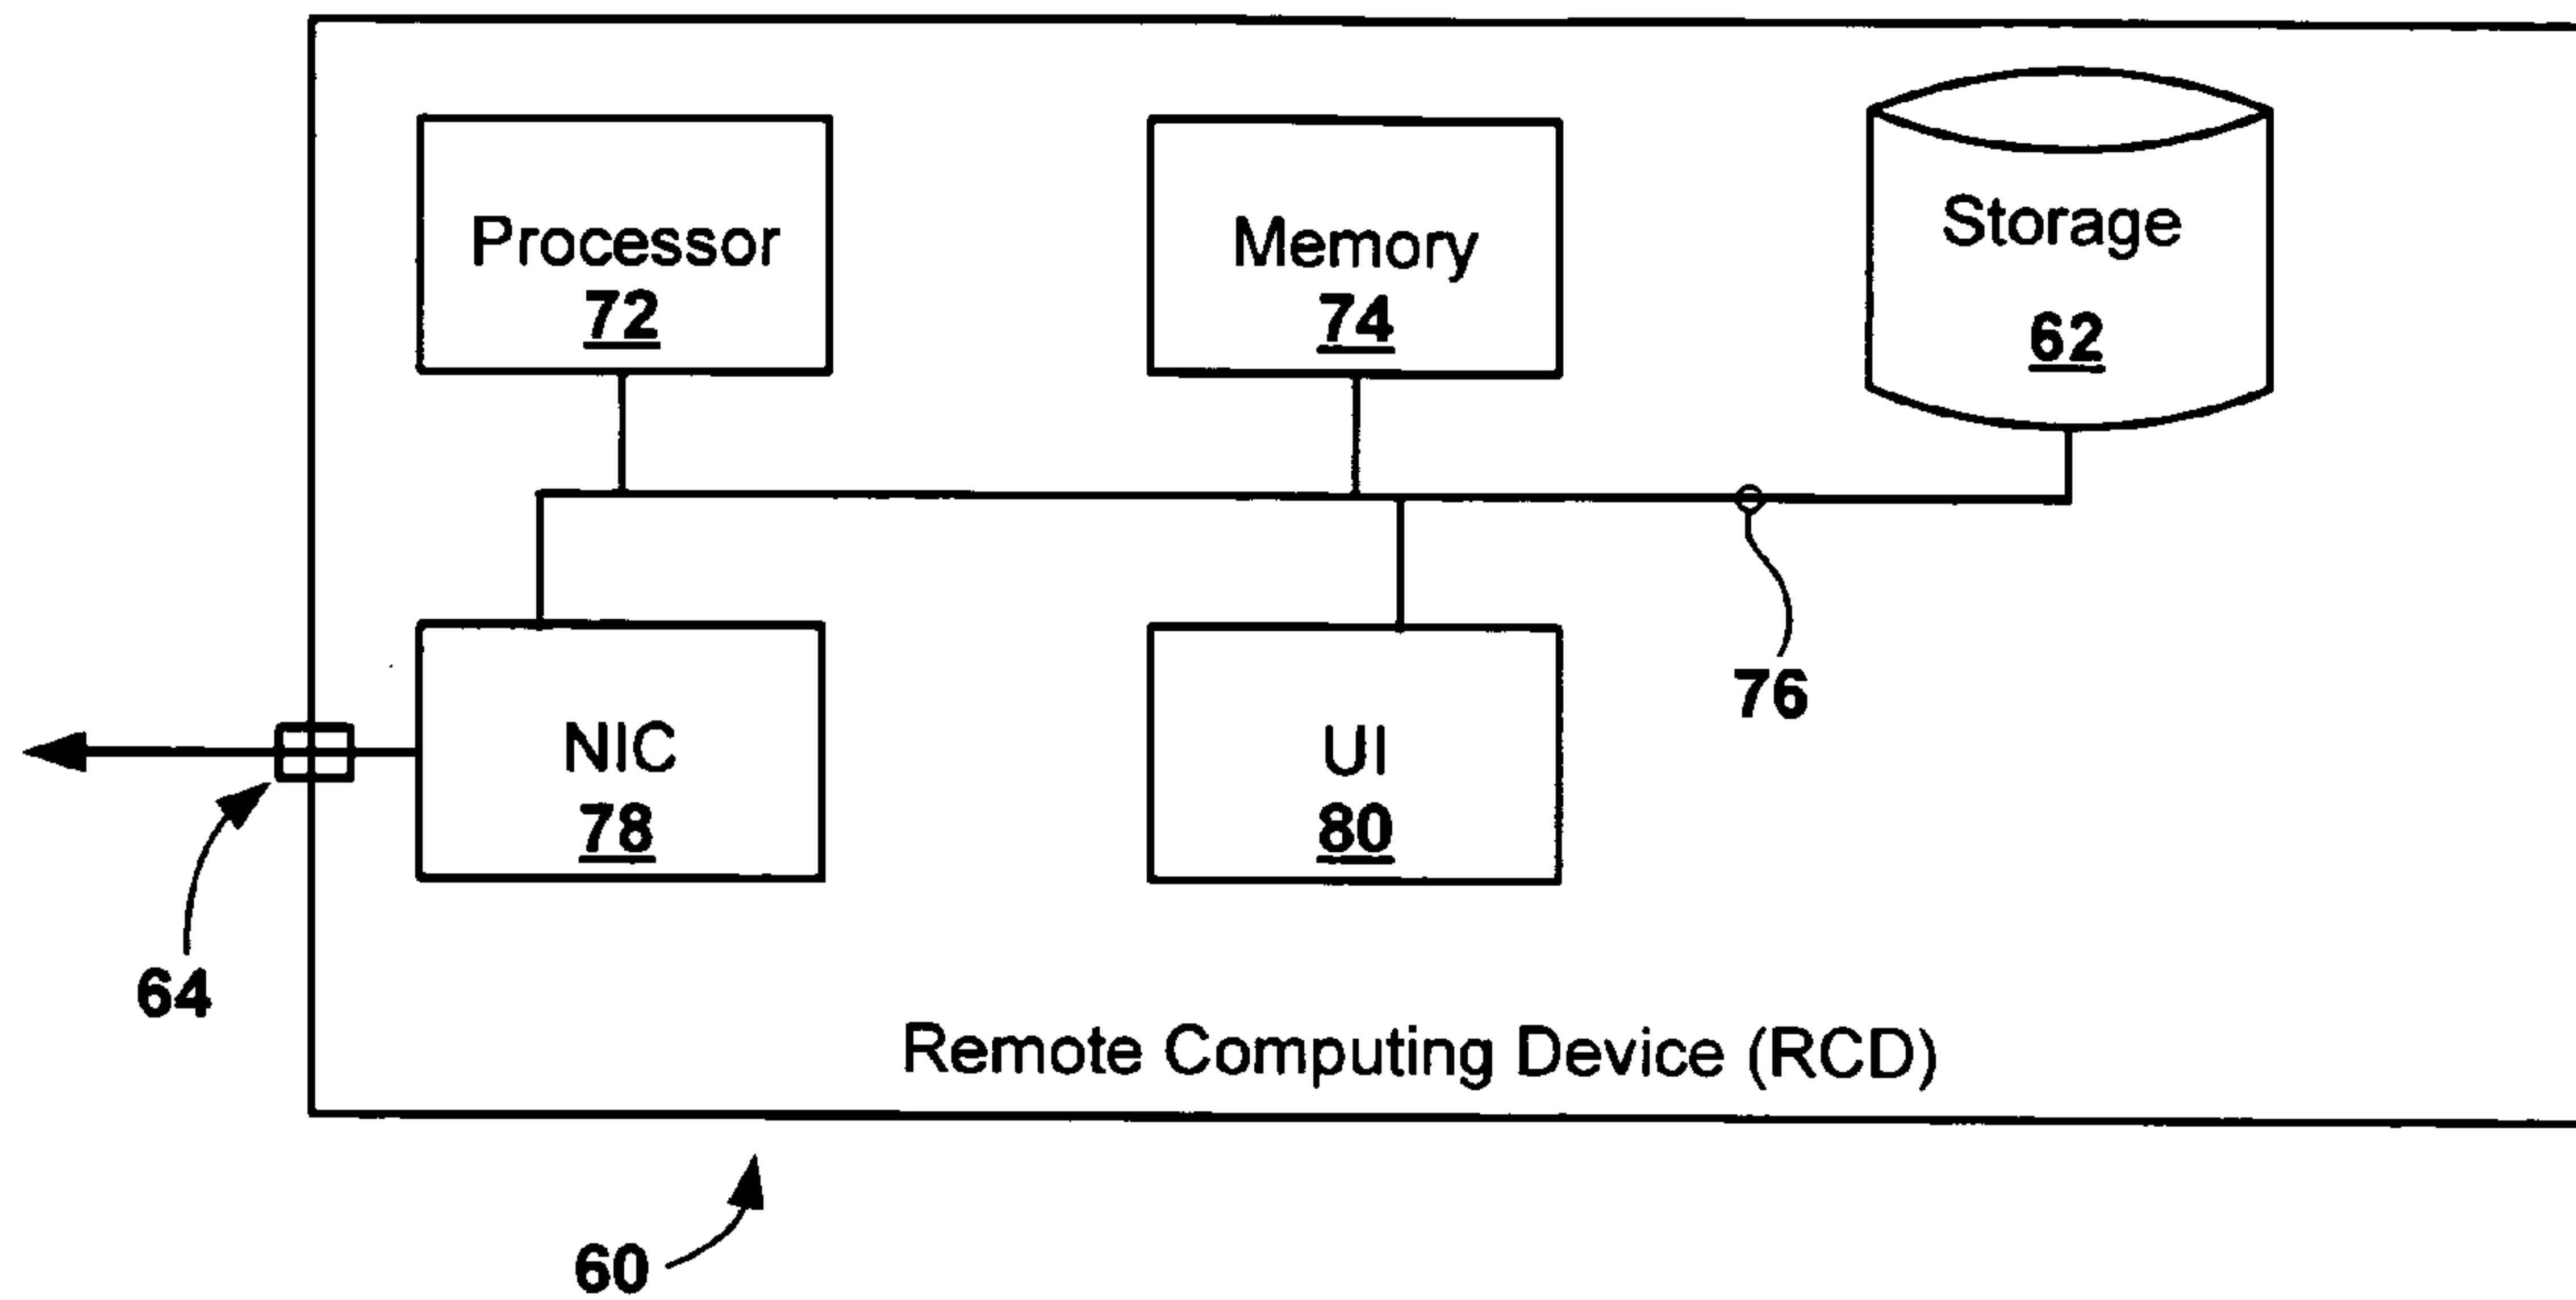 Processor
72
Memory
74
Storage
62
76
NIC
78
UI
80
64
Remote Computing Device (RCD)
60